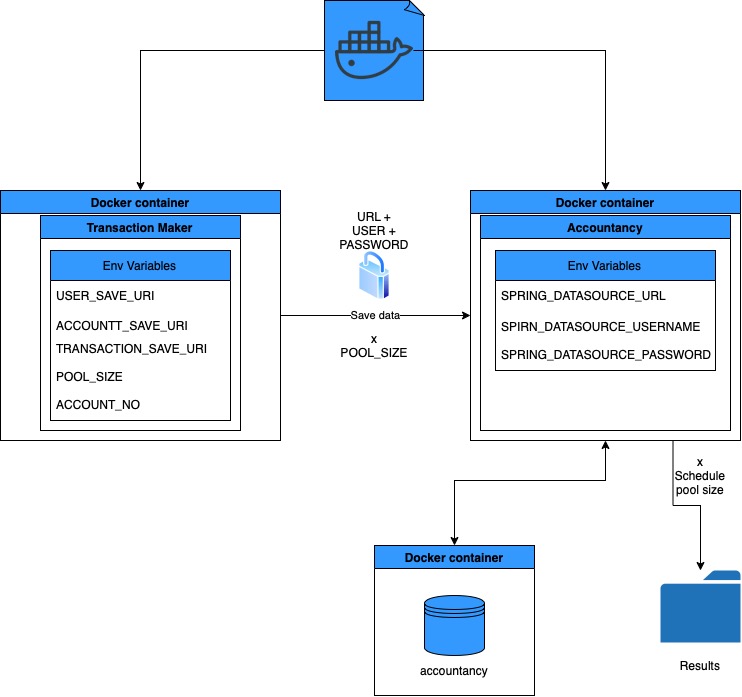 Docker container
Transaction Maker
Env Variables
USER_SAVE_URI
ACCOUNTT_SAVE_URI
TRANSACTION_SAVE_URI
POOL_SIZE
ACCOUNT_NO
URL +
USER +
PASSWORD
Save data
x
POOL_SIZE
Docker container
Accountancy
Env Variables
SPRING_DATASOURCE_URL
SPIRN_DATASOURCE_USERNAME
SPRING_DATASOURCE_PASSWORD
x
Schedule
pool size
Docker container
accountancy
Results